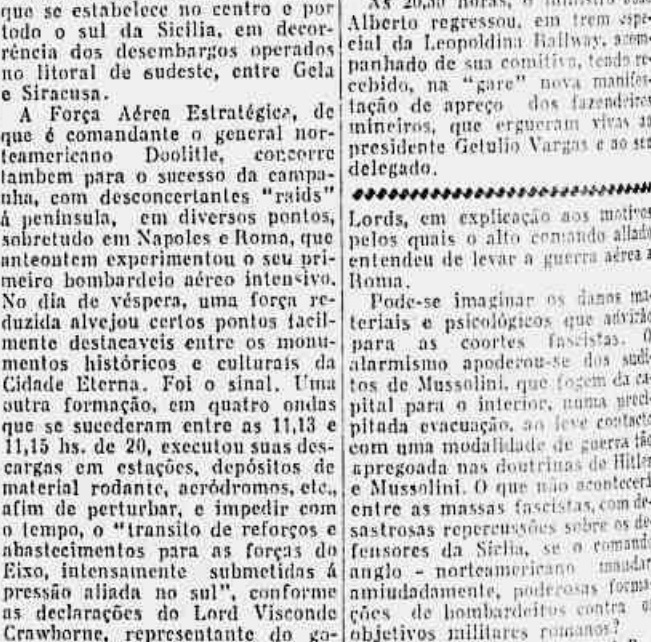 que se estabelece no centro e por
todo o sul da Sicilia, em decor-
rência dos desembargos operados
no litoral de sudeste, entre Gela
e Siracusa.
A Força Aérea Estratégica, de
que é comandante o general nor-
teamericano Doolitle, concorre
tambem para o sucesso da campa-
nha, com desconcertantes "raids"
á peninsula, em diversos pontos,
sobretudo em Napoles e Roma, que
anteontem experimentou o seu pri-
meiro bombardeio aéreo intensivo.
No dia de véspera, uma força re-
duzida alvejou certos pontos facil-
mente destacaveis entre os monu-
mentos históricos e culturais da
Cidade Eterna. Foi o sinal. Uma
outra formação, em quatro ondas
que se sucederam entre as 11,13 e
11,15 hs. de 20, executou suas des-
cargas em estações, depósitos de
material rodante, aeródromos, etc.,
afim de perturbar, e impedir com
o tempo, o "transito de reforços e
abastecimentos para as forças do
Eixo, intensamente submetidas á
pressão aliada no sul", conforme
as declarações do Lord Visconde
Crawhorne, representante do go-
As 20,30 horas, o ministro
Alberto regressou, em trem espe-
cial da Leopoldina Railway, acom-
panhado de sua comitiva, tendo re-
cebido, na "gare" nova manifes-
tação de apreço dos fazendeiros
mineiros, que ergueram vivas ao
presidente Getulio Vargas e ao seu
delegado.
Lords, em explicação aos motivos
pelos quais o alto comando aliado
entendeu de levar a guerra aérea a
Roma.
Pode-se imaginar os danos ma-
teriais e psicológicos que advirão
para as coortes fascistas. O
alarmismo apoderou-se dos sudi-
tos de Mussolini, que fogem da ca-
pital para o interior, numa preci-
pitada evacuação, ao leve contacto
com uma modalidade de guerra tão
apregoada nas doutrinas de Hitler
e Mussolini. O que não acontecerá
entre as massas fascistas, com de-
sastrosas repercussões sobre os de-
fensores da Sicilia, se o comando
anglo - norteamericano mandar
amiudadamente, poderosas forma-
ções de bombardeiros contra os
objetivos militares romanos?